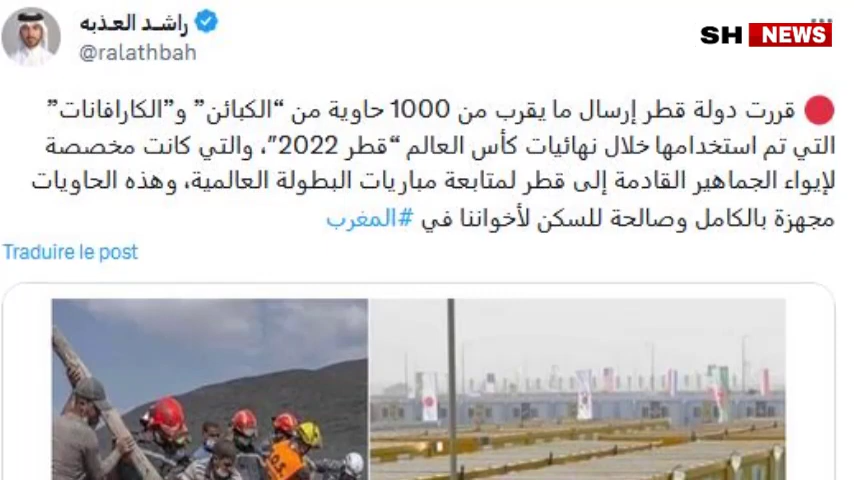 راشـد العـذبه
@ralathbah
SH NEWS
🔴 قررت دولة قطر إرسال ما يقرب من 1000 حاوية من “الكبائن” و”الكارافانات”
التي تم استخدامها خلال نهائيات كأس العالم “قطر 2022″، والتي كانت مخصصة
لإيواء الجماهير القادمة إلى قطر لمتابعة مباريات البطولة العالمية، وهذه الحاويات
مجهزة بالكامل وصالحة للسكن لأخواننا في #المغرب
Traduire le post